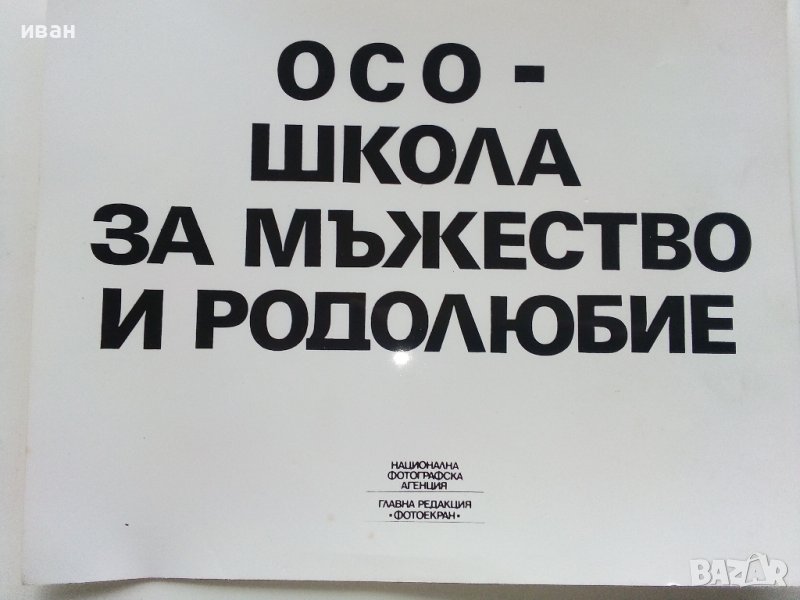 иван
ОСО -
ШКОЛА
ЗА МЪЖЕСТВО
И РОДОЛЮБИЕ
НАЦИОНАЛНА
ФОТОГРАФСКА
АГЕНЦИЯ
ГЛАВНА РЕДАКЦИЯ
•ФОТОЕКРАН•
BAZAR